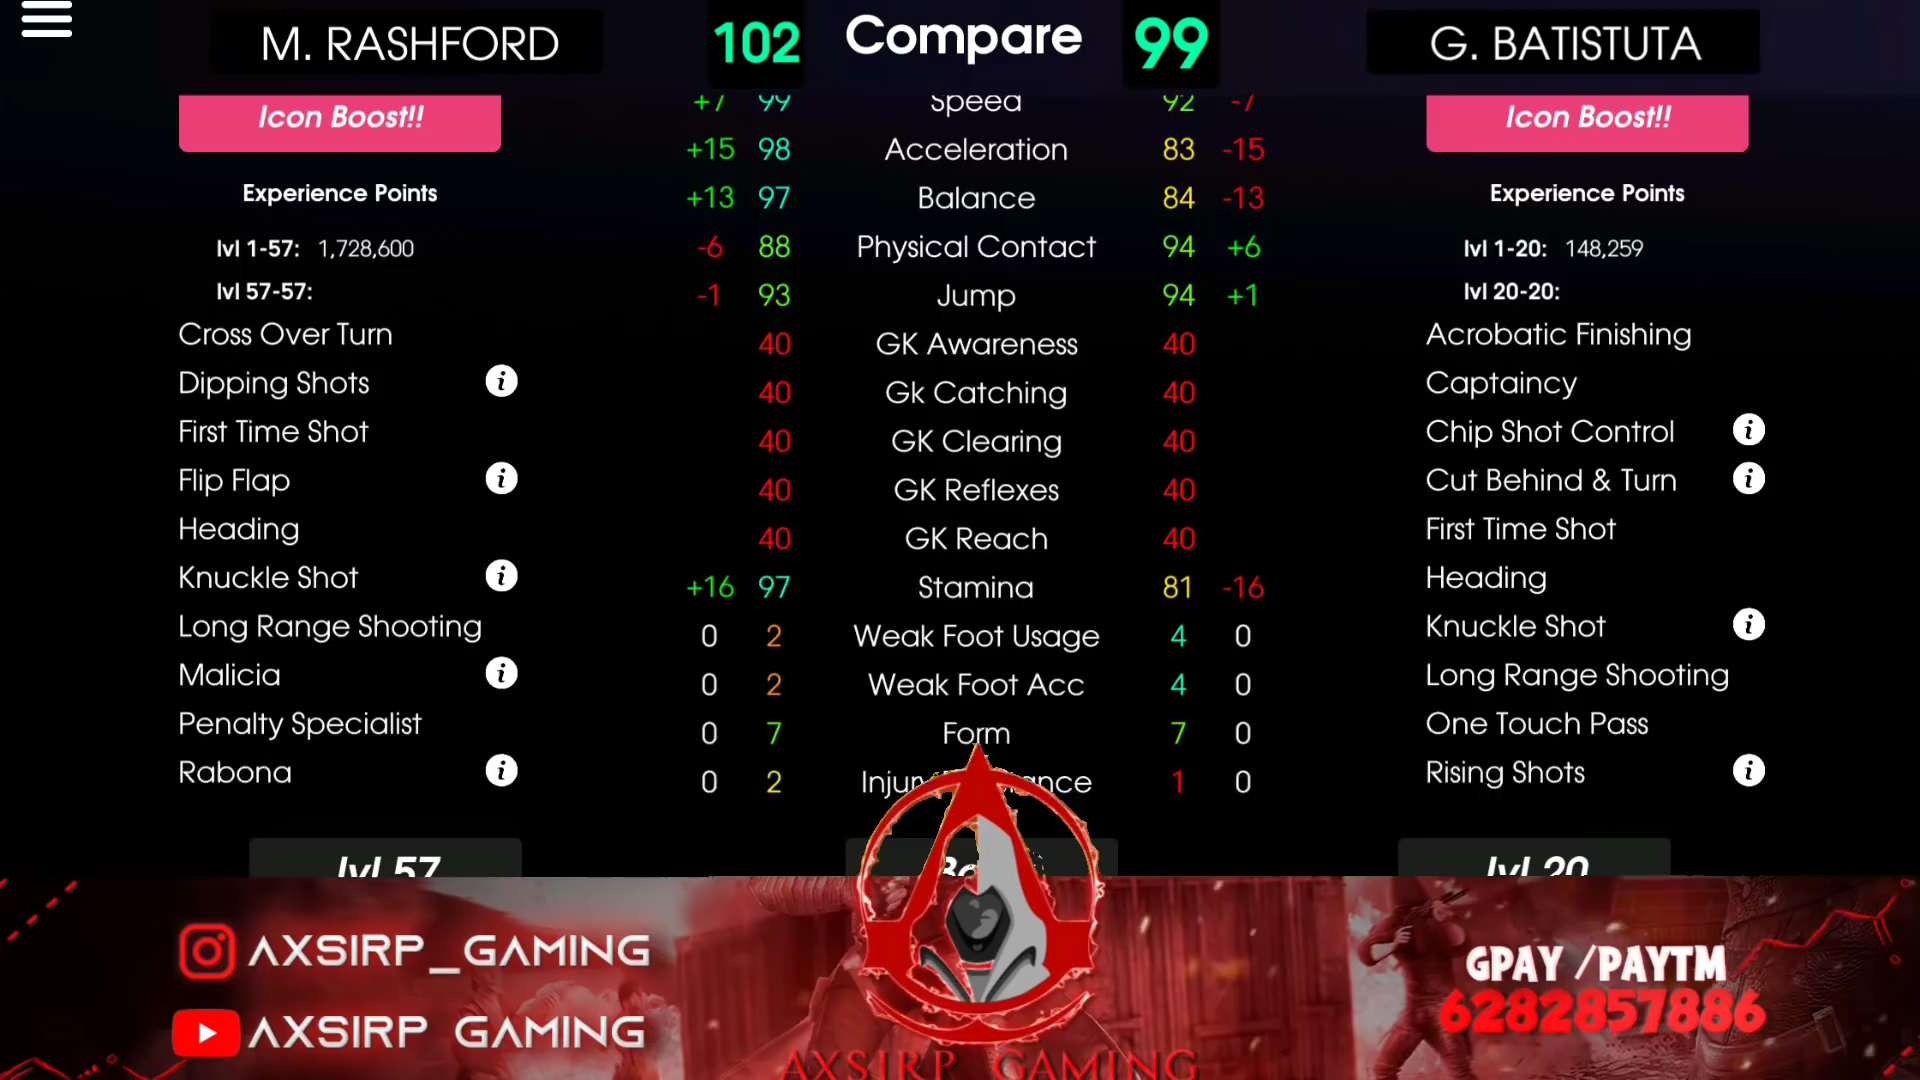 M. RASHFORD 102 Compare 99 G. BATISTUTA
Icon Boost!! +7 99 Speed 92 -7 Icon Boost!!
+15 98 Acceleration 83 -15
Experience Points +13 97 Balance 84 -13 Experience Points
lvl 1-57: 1,728,600 -6 88 Physical Contact 94 +6 lvl 1-20: 148,259
lvl 57-57: -1 93 Jump 94 +1 lvl 20-20:
Cross Over Turn 40 GK Awareness 40 Acrobatic Finishing
Dipping Shots i 40 Gk Catching 40 Captaincy
First Time Shot 40 GK Clearing 40 Chip Shot Control i
Flip Flap i 40 GK Reflexes 40 Cut Behind & Turn i
Heading 40 GK Reach 40 First Time Shot
Knuckle Shot i +16 97 Stamina 81 -16 Heading
Long Range Shooting 0 2 Weak Foot Usage 4 0 Knuckle Shot i
Malicia i 0 2 Weak Foot Acc 4 0 Long Range Shooting
Penalty Specialist 0 7 Form 7 0 One Touch Pass
Rabona i 0 2 1 0 Rising Shots i
lvl 57 lvl 20
AXSIRP_GAMING
AXSIRP GAMING
GPAY /PAYTM
6282857886
AXSIRP GAMING